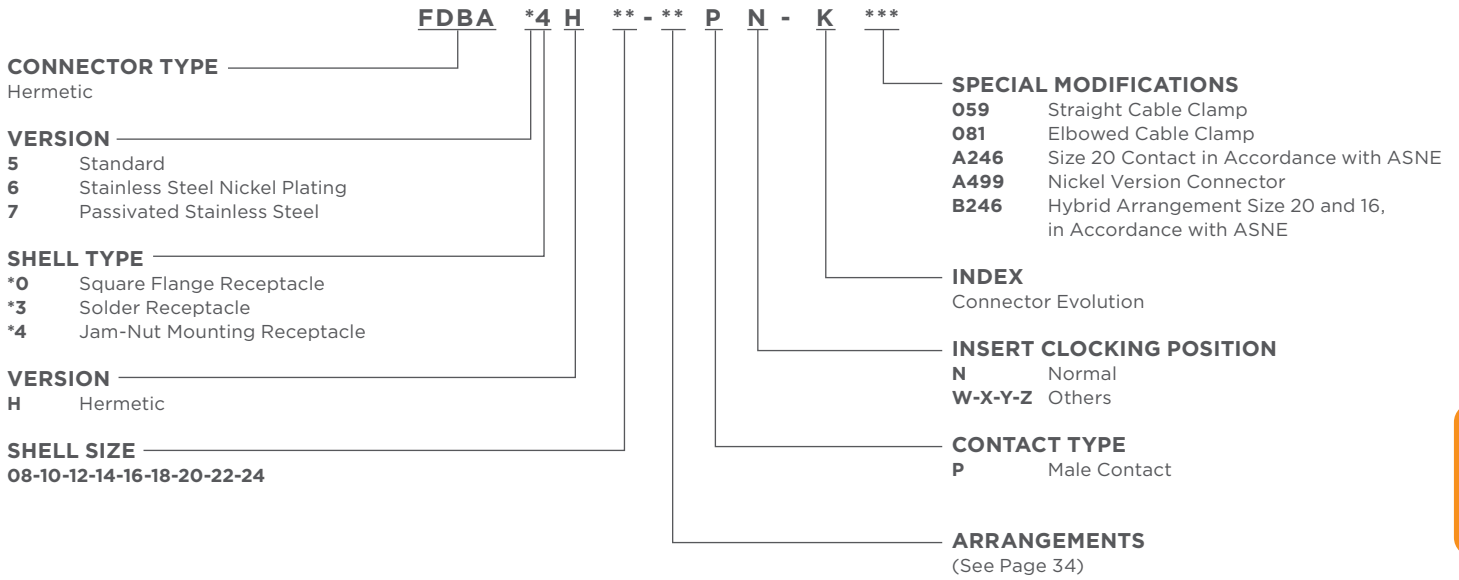 FDBA *4 H ** - ** P N - K ***
CONNECTOR TYPE
Hermetic
VERSION
5 Standard
6 Stainless Steel Nickel Plating
7 Passivated Stainless Steel
SHELL TYPE
*0 Square Flange Receptacle
*3 Solder Receptacle
*4 Jam-Nut Mounting Receptacle
VERSION
H Hermetic
SHELL SIZE
08-10-12-14-16-18-20-22-24
SPECIAL MODIFICATIONS
059 Straight Cable Clamp
081 Elbowed Cable Clamp
A246 Size 20 Contact in Accordance with ASNE
A499 Nickel Version Connector
B246 Hybrid Arrangement Size 20 and 16,
in Accordance with ASNE
INDEX
Connector Evolution
INSERT CLOCKING POSITION
N Normal
W-X-Y-Z Others
CONTACT TYPE
P Male Contact
ARRANGEMENTS
(See Page 34)